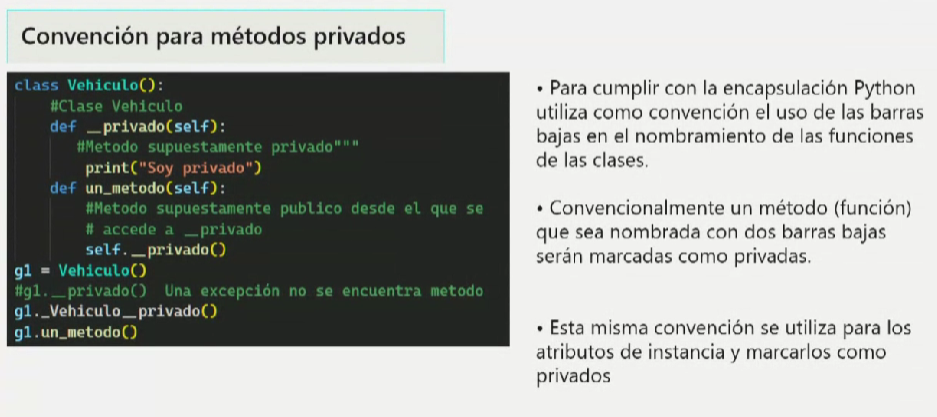 Convención para métodos privados
class Vehiculo():
#Clase Vehiculo
def __privado(self):
#Metodo supuestamente privado"""
print("Soy privado")
def un_metodo(self):
#Metodo supuestamente publico desde el que se
# accede a __privado
self.__privado()
g1 = Vehiculo()
#g1.__privado()  Una excepción no se encuentra metodo
g1._Vehiculo__privado()
g1.un_metodo()
• Para cumplir con la encapsulación Python
utiliza como convención el uso de las barras
bajas en el nombramiento de las funciones
de las clases.
• Convencionalmente un método (función)
que sea nombrada con dos barras bajas
serán marcadas como privadas.
• Esta misma convención se utiliza para los
atributos de instancia y marcarlos como
privados